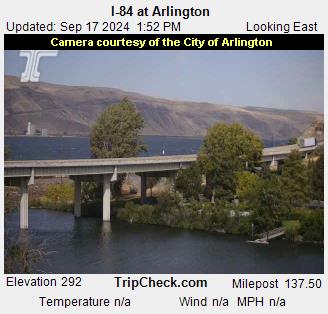 I-84 at Arlington
Updated: Sep 17 2024 1:52 PM Looking East
Camera courtesy of the City of Arlington
Elevation 292 TripCheck.com Milepost 137.50
Temperature n/a Wind n/a MPH n/a